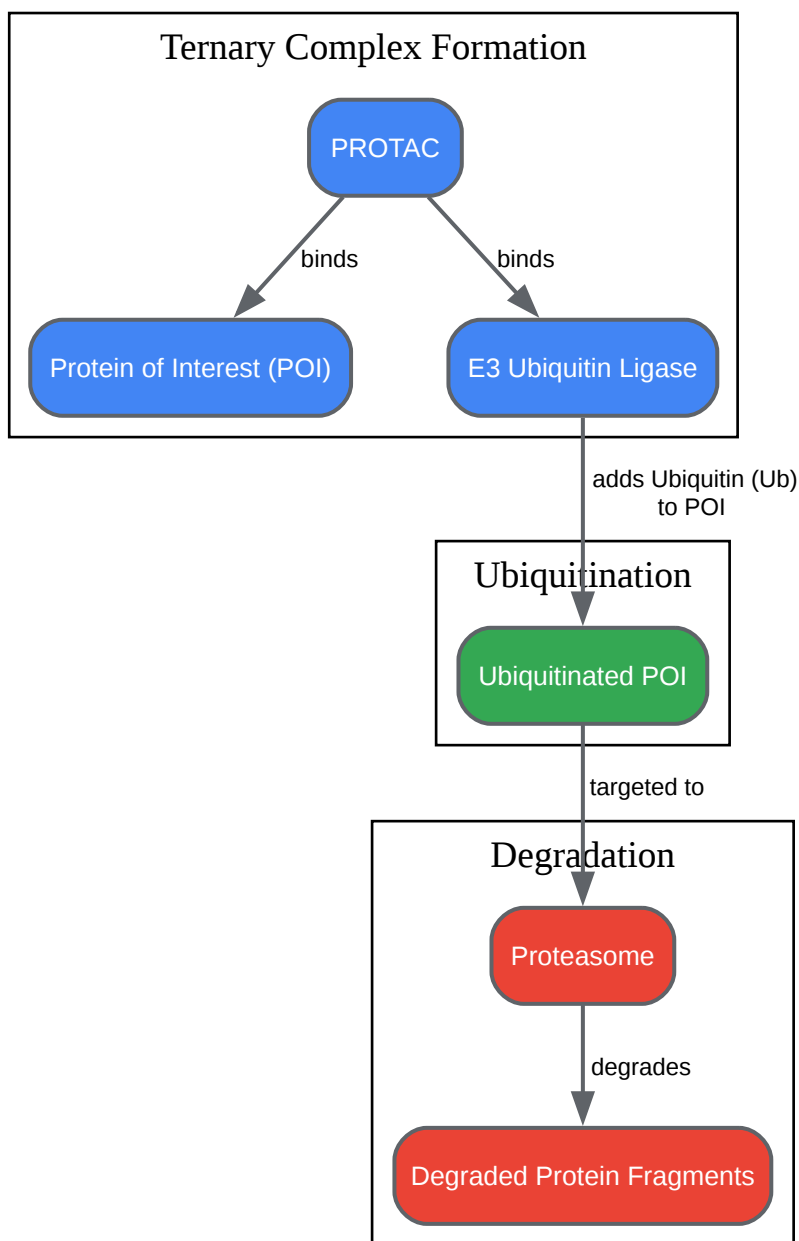 Ternary Complex Formation
PROTAC
binds
binds
Protein of Interest (POI)
E3 Ubiquitin Ligase
adds Ubiquitin (Ub)
to POI
Ubiquitination
Ubiquitinated POI
targeted to
Degradation
Proteasome
degrades
Degraded Protein Fragments